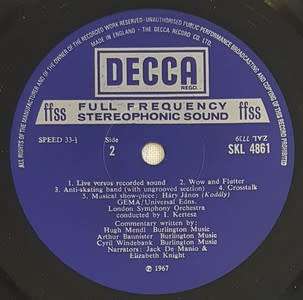 ALL RIGHTS OF THE MANUFACTURER AND OF THE OWNER OF THE RECORDED WORK RESERVED. UNAUTHORISED PUBLIC PERFORMANCE BROADCASTING AND COPYING OF THIS RECORD PROHIBITED
MADE IN ENGLAND · THE DECCA RECORD CO. LTD.
DECCA
REGD.
ffss FULL FREQUENCY ffss
STEREOPHONIC SOUND
SPEED 33⅓
Side
2
ZAL. 7779
SKL 4861
1. Live versus recorded sound 2. Wow and Flutter
3. Anti-skating band (with ungrooved section) 4. Crosstalk
5. Musical show-piece: Háry János (Kodály)
GEMA/Universal Edns.
London Symphony Orchestra
conducted by I. Kertesz
Commentary written by:
Hugh Mendl Burlington Music
Arthur Bannister Burlington Music
Cyril Windebank Burlington Music
Narrators: Jack De Manio &
Elizabeth Knight
℗ 1967